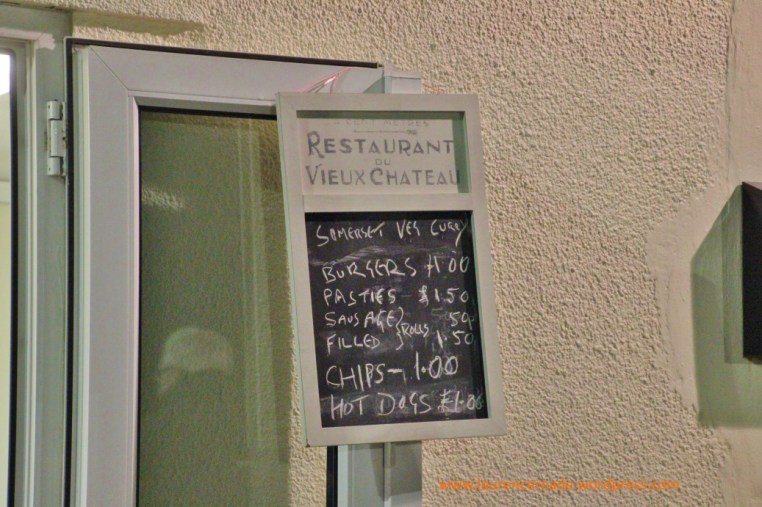 RESTAURANT
DU
VIEUX CHATEAU
SOMERSET VEG CURRY
BURGERS £1.00
PASTIES - £1.50
SAUSAGE } 50p
FILLED } ROLLS 1.50
CHIPS - 1.00
HOT DOGS £1.00